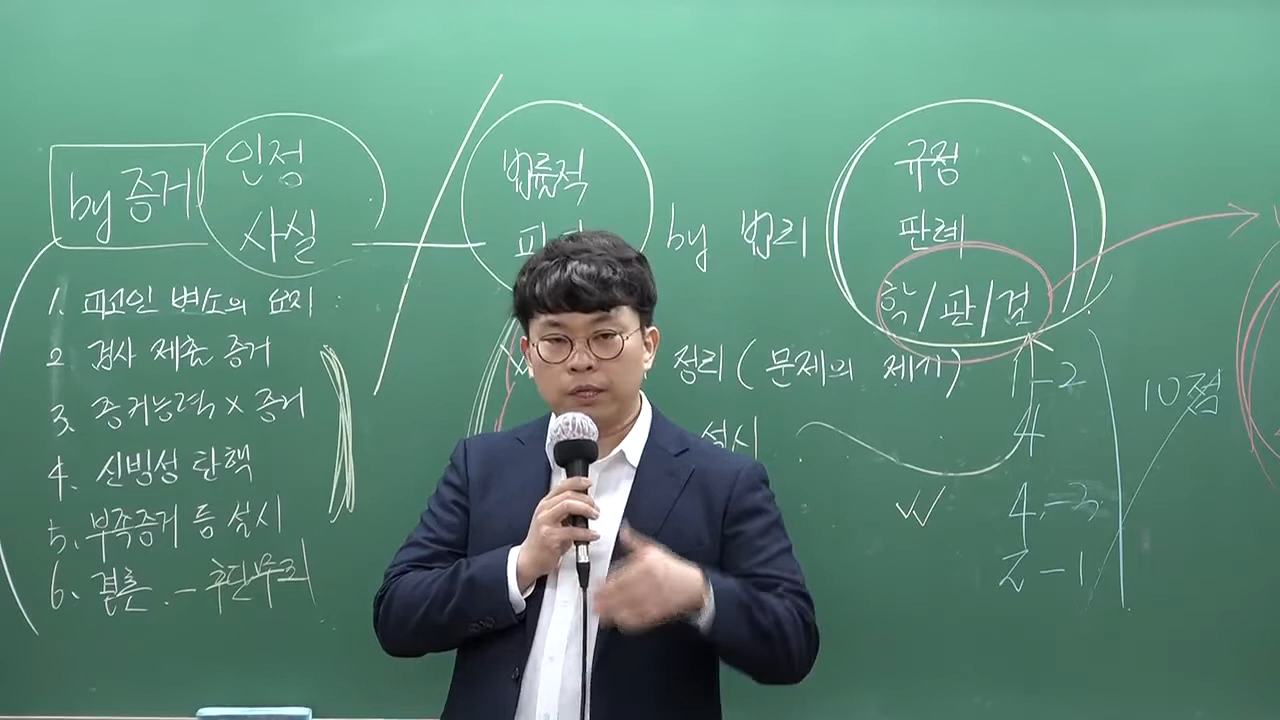 by 증거
인정
사실
1. 피고인 변소의 요지 :
2 검사 제출 증거
3, 증거능력 X 증거
4. 신빙성 탄핵
5, 부족증거 등 설시
6、 결론 . - 후단무죄
법률적
by 법리
규정
판례
학/판/검
정리 ( 문제의 제기 )
설시
1-2
4
4,-3
2-1
10점